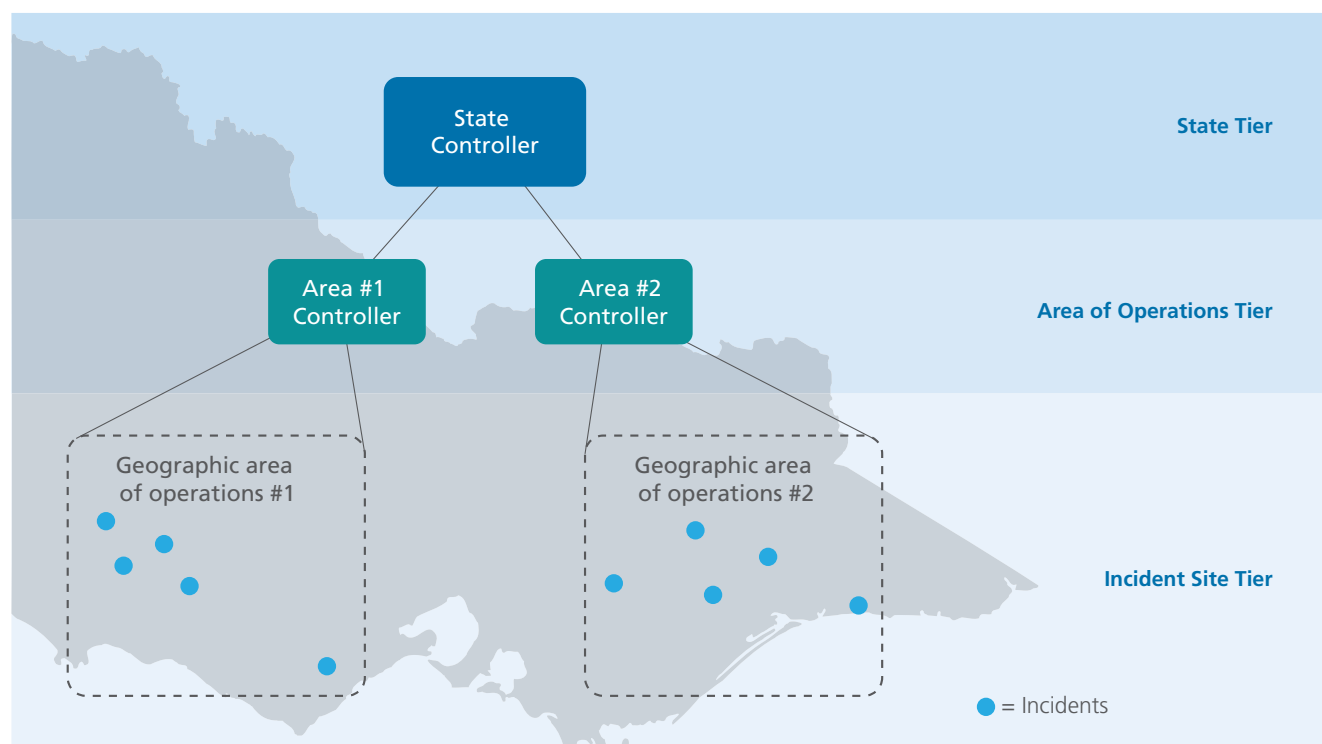 State
Controller
State Tier
Area #1
Controller
Area #2
Controller
Area of Operations Tier
Geographic area
of operations #1
Geographic area
of operations #2
Incident Site Tier
= Incidents